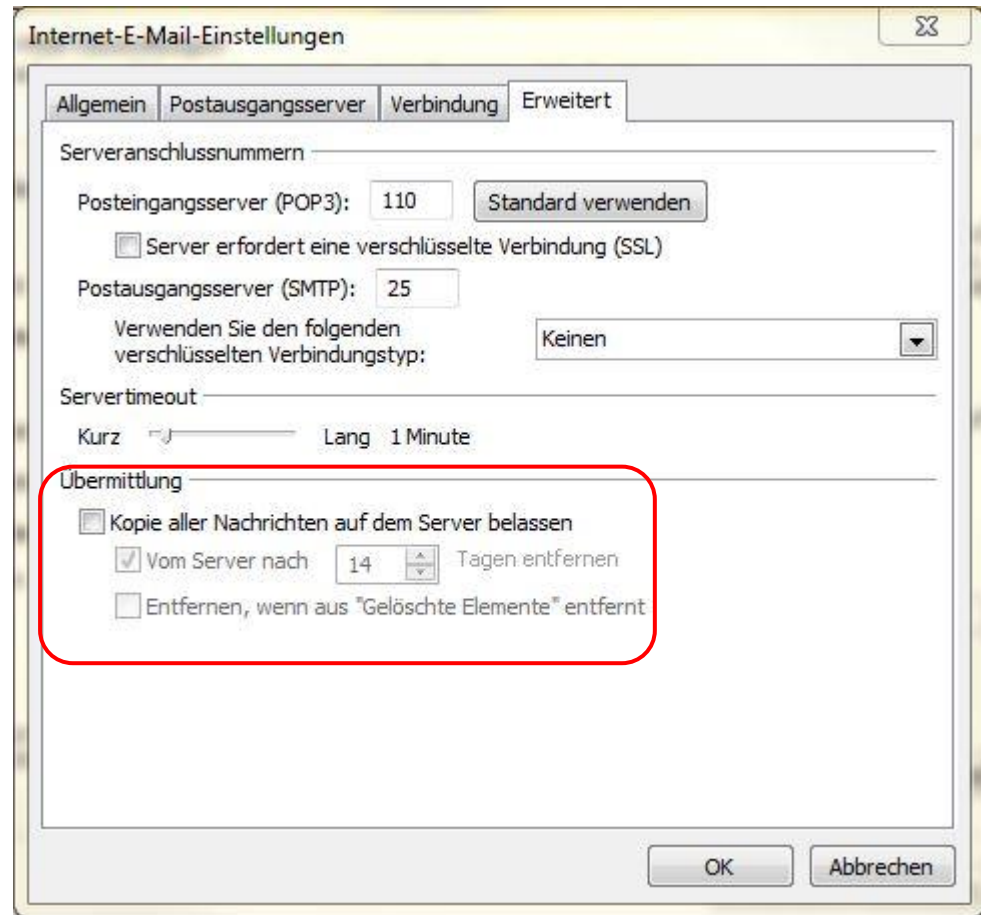 Internet-E-Mail-Einstellungen
Allgemein Postausgangsserver Verbindung Erweitert
Serveranschlussnummern
Posteingangsserver (POP3): 110 Standard verwenden
Server erfordert eine verschlüsselte Verbindung (SSL)
Postausgangsserver (SMTP): 25
Verwenden Sie den folgenden
verschlüsselten Verbindungstyp: Keinen
Servertimeout
Kurz Lang 1 Minute
Übermittlung
Kopie aller Nachrichten auf dem Server belassen
Vom Server nach 14 Tagen entfernen
Entfernen, wenn aus "Gelöschte Elemente" entfernt
OK Abbrechen